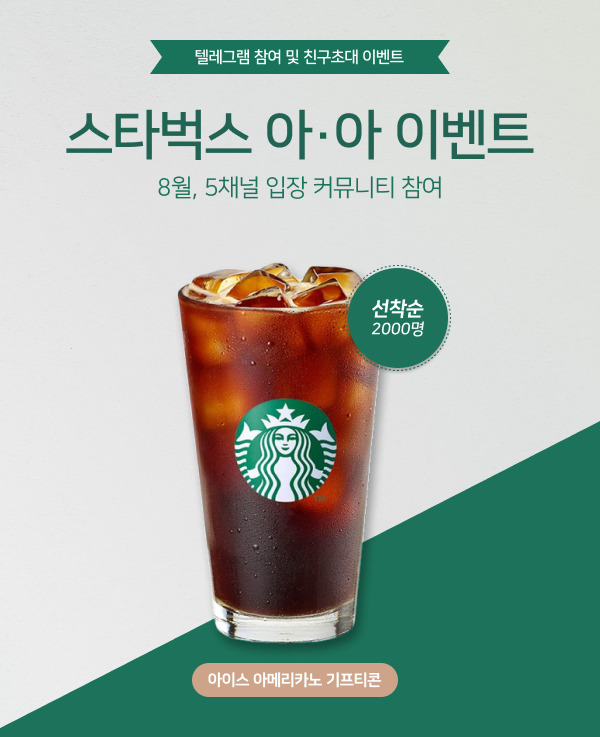 텔레그램 참여 및 친구초대 이벤트
스타벅스 아·아 이벤트
8월, 5채널 입장 커뮤니티 참여
선착순
2000명
아이스 아메리카노 기프티콘